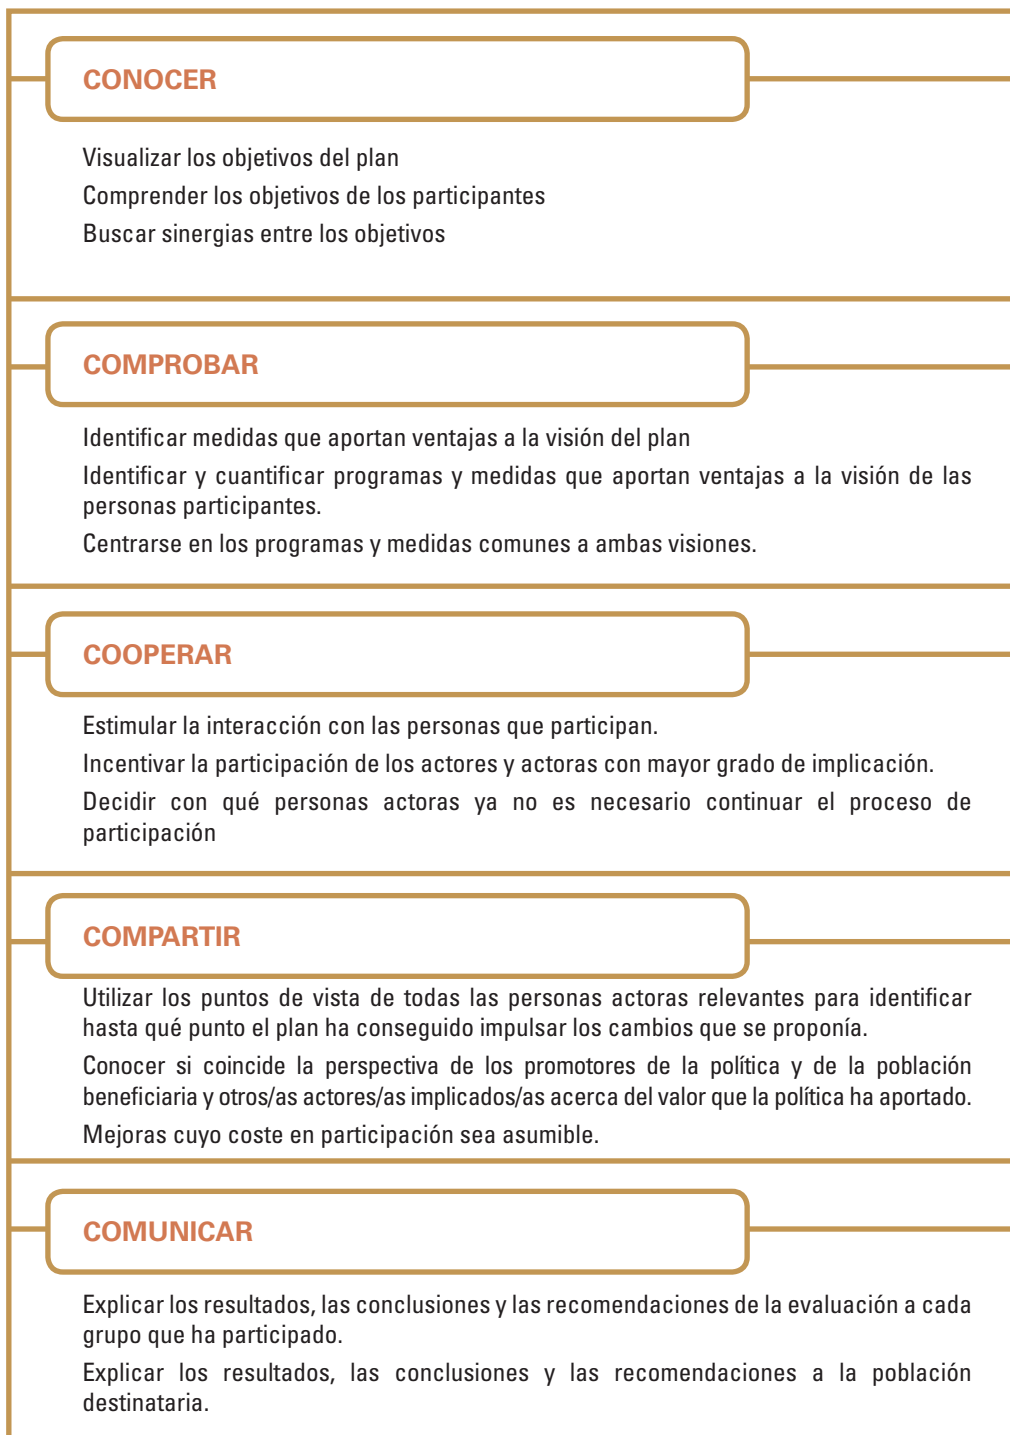 CONOCER
Visualizar los objetivos del plan
Comprender los objetivos de los participantes
Buscar sinergias entre los objetivos
COMPROBAR
Identificar medidas que aportan ventajas a la visión del plan
Identificar y cuantificar programas y medidas que aportan ventajas a la visión de las
personas participantes.
Centrarse en los programas y medidas comunes a ambas visiones.
COOPERAR
Estimular la interacción con las personas que participan.
Incentivar la participación de los actores y actoras con mayor grado de implicación.
Decidir con qué personas actoras ya no es necesario continuar el proceso de
participación
COMPARTIR
Utilizar los puntos de vista de todas las personas actoras relevantes para identificar
hasta qué punto el plan ha conseguido impulsar los cambios que se proponía.
Conocer si coincide la perspectiva de los promotores de la política y de la población
beneficiaria y otros/as actores/as implicados/as acerca del valor que la política ha aportado.
Mejoras cuyo coste en participación sea asumible.
COMUNICAR
Explicar los resultados, las conclusiones y las recomendaciones de la evaluación a cada
grupo que ha participado.
Explicar los resultados, las conclusiones y las recomendaciones a la población
destinataria.